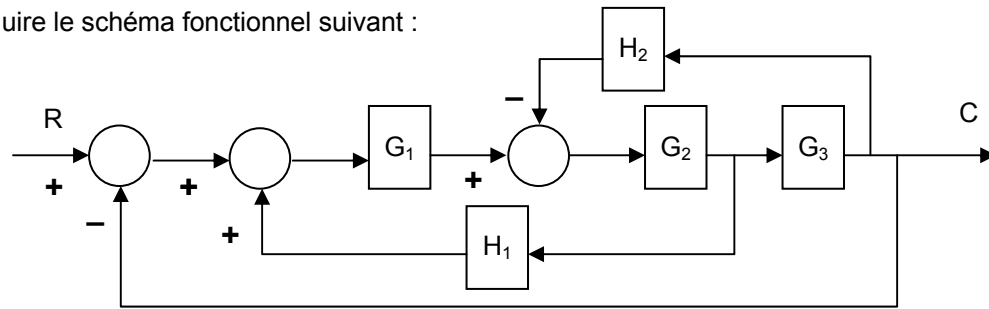 uire le schéma fonctionnel suivant :
H₂
−
R
C
G₁
G₂
G₃
+
+
+
−
+
H₁